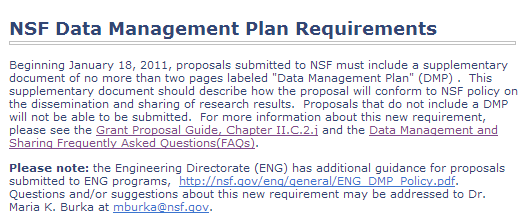 NSF Data Management Plan Requirements
Beginning January 18, 2011, proposals submitted to NSF must include a supplementary
document of no more than two pages labeled "Data Management Plan" (DMP) .  This
supplementary document should describe how the proposal will conform to NSF policy on
the dissemination and sharing of research results.  Proposals that do not include a DMP
will not be able to be submitted.  For more information about this new requirement,
please see the Grant Proposal Guide, Chapter II.C.2.j and the Data Management and
Sharing Frequently Asked Questions(FAQs).
Please note: the Engineering Directorate (ENG) has additional guidance for proposals
submitted to ENG programs,  http://nsf.gov/eng/general/ENG_DMP_Policy.pdf.
Questions and/or suggestions about this new requirement may be addressed to Dr.
Maria K. Burka at mburka@nsf.gov.